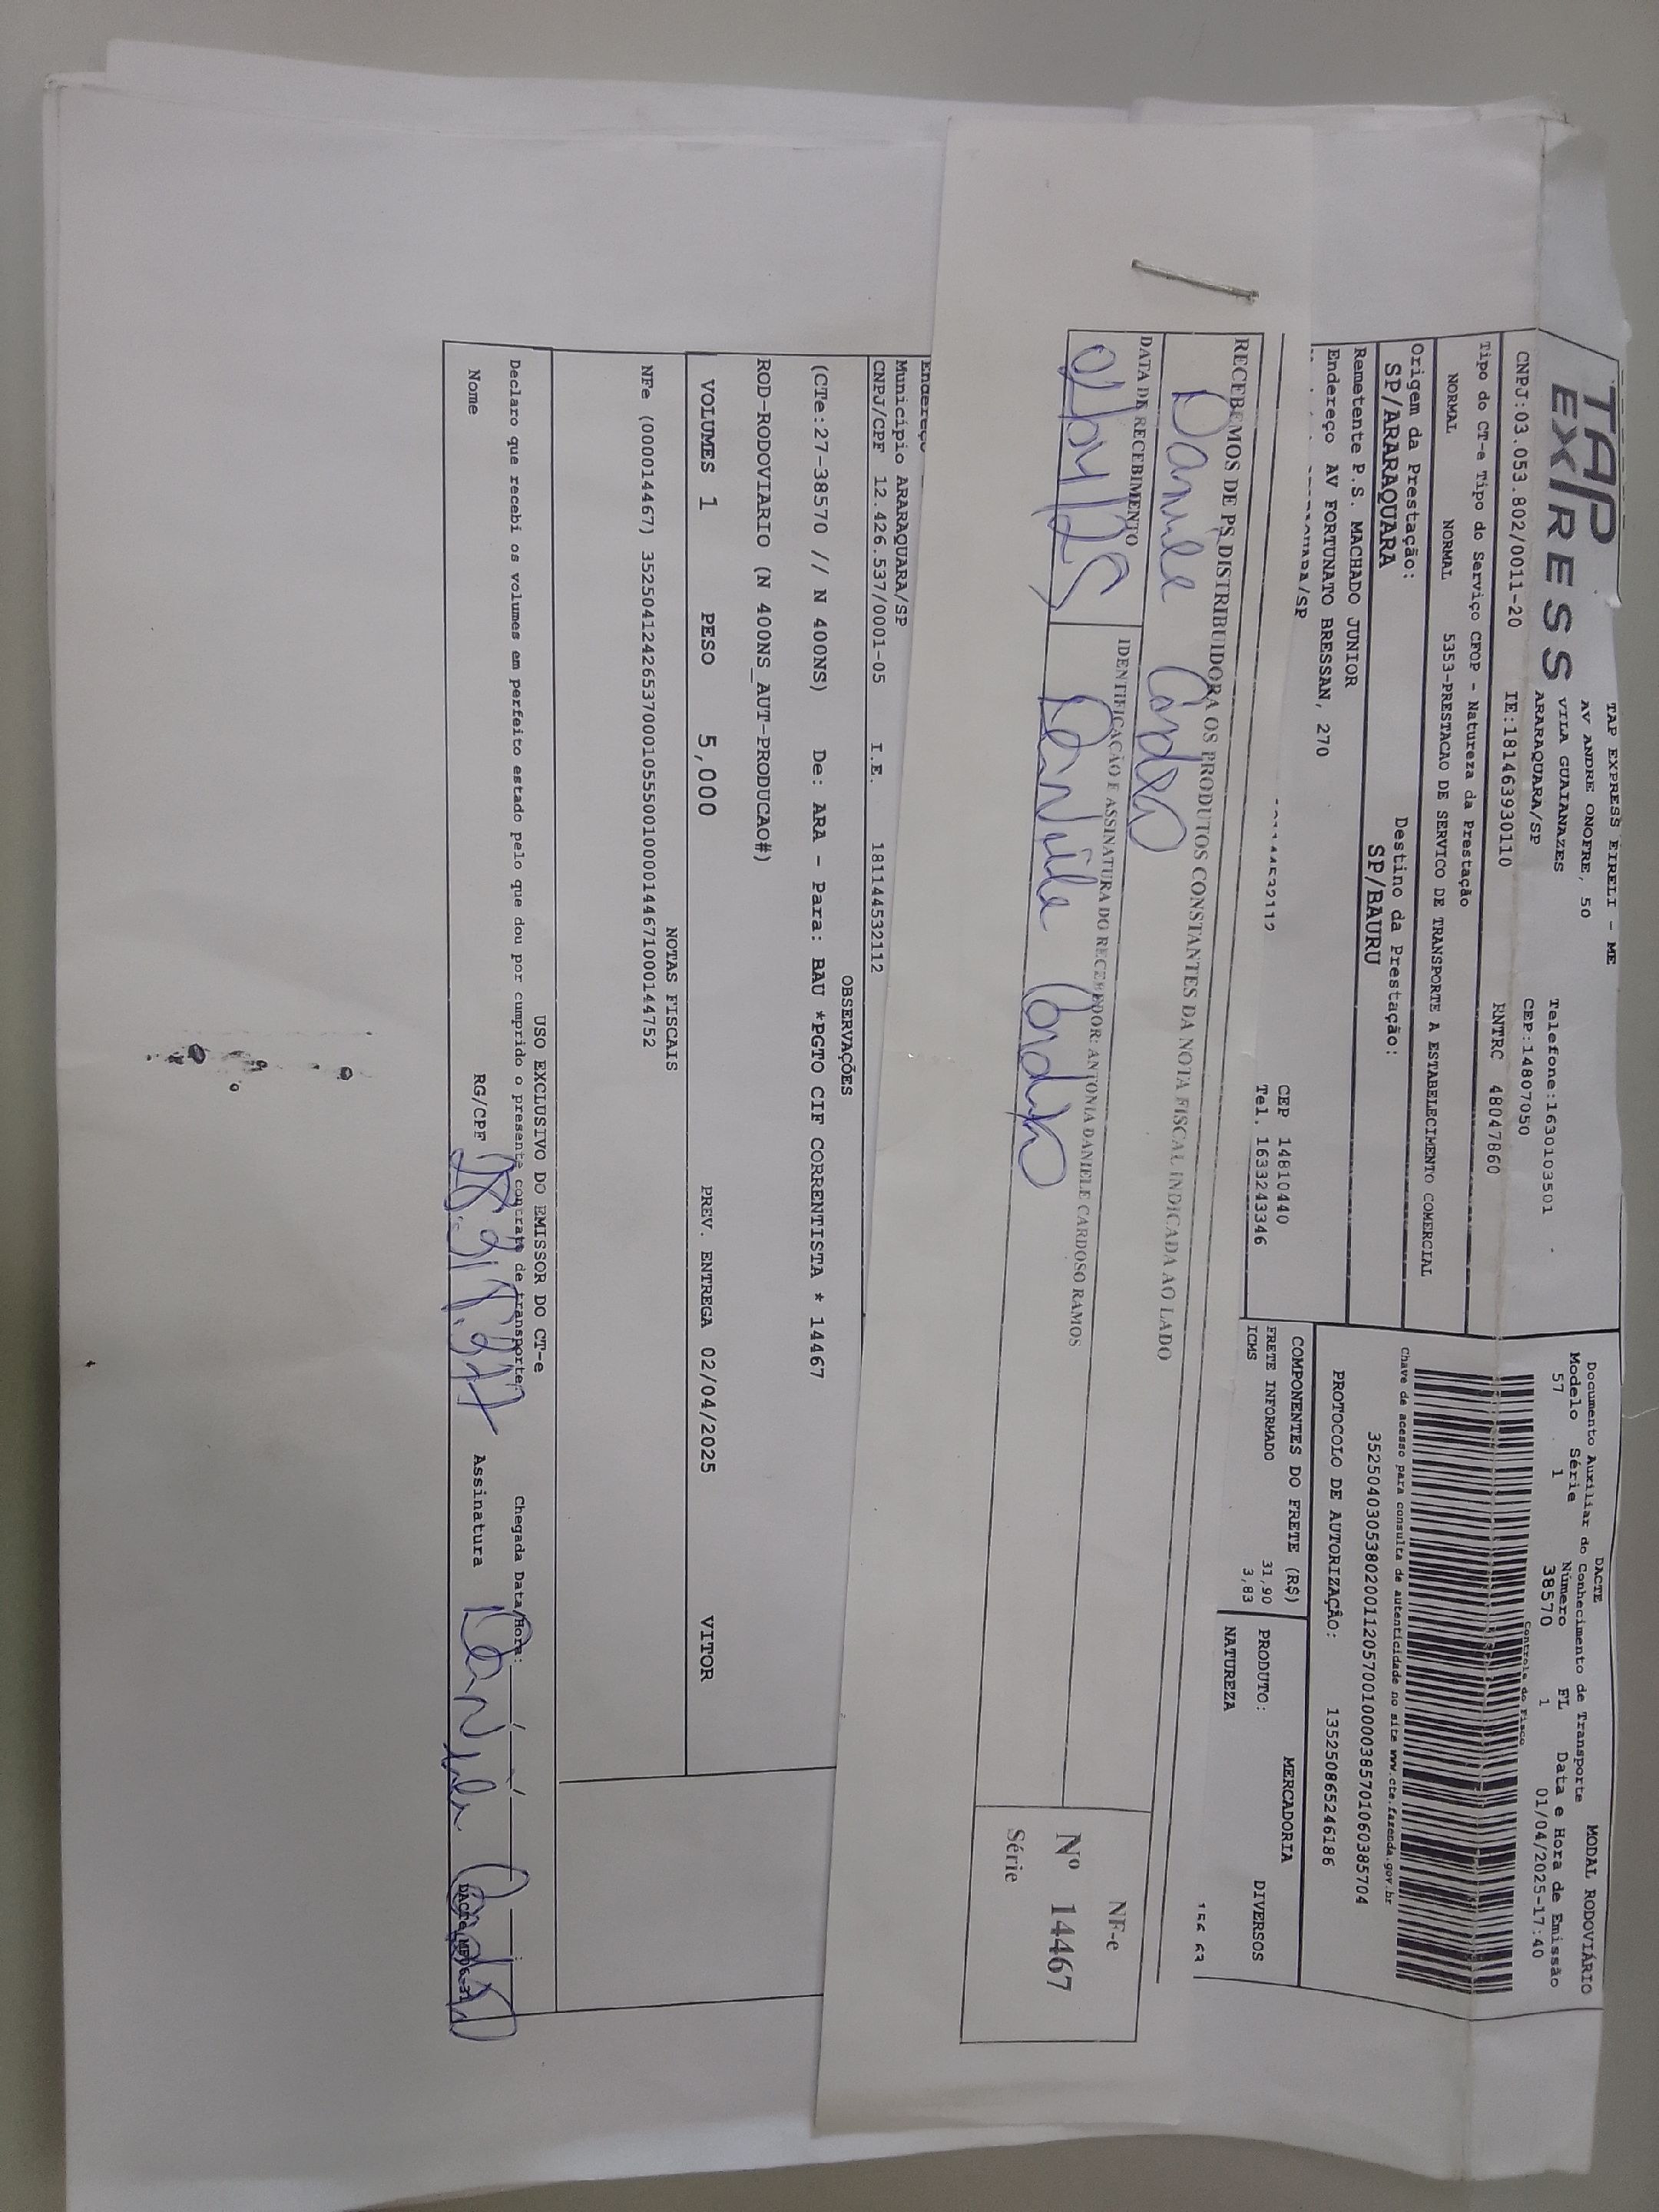 TAP EXPRESS
TAP EXPRESS EIRELI - ME
AV ANDRE ONOFRE, 50
VILA GUAIANAZES
ARARAQUARA/SP
Telefone:1630103501
CEP:14807050
CNPJ:03.053.802/0011-20 IE:181463930110 RNTRC 48047860
Tipo do CT-e Tipo do Serviço CFOP - Natureza da Prestação
NORMAL NORMAL 5353-PRESTACAO DE SERVICO DE TRANSPORTE A ESTABELECIMENTO COMERCIAL
Origem da Prestação: Destino da Prestação:
SP/ARARAQUARA SP/BAURU
Remetente P.S. MACHADO JUNIOR
Endereço AV FORTUNATO BRESSAN, 270
CEP 14810440
Tel. 1633243346
DACTE MODAL RODOVIÁRIO
Documento Auxiliar do Conhecimento de Transporte
Modelo Série Número FL Data e Hora de Emissão
57 1 38570 1 01/04/2025-17:40
Controle do Fisco
Chave de acesso para consulta de autenticidade no site www.cte.fazenda.gov.br
35250403053802001120570010000385701060385704
PROTOCOLO DE AUTORIZAÇÃO: 135250865246186
COMPONENTES DO FRETE (R$)
FRETE INFORMADO 31,90
ICMS 3,83
MERCADORIA
PRODUTO: DIVERSOS
NATUREZA
RECEBEMOS DE PS DISTRIBUIDORA OS PRODUTOS CONSTANTES DA NOTA FISCAL INDICADA AO LADO
Daniele Cardoso
DATA DE RECEBIMENTO
02/04/25
IDENTIFICAÇÃO E ASSINATURA DO RECEBEDOR: ANTONIA DANIELE CARDOSO RAMOS
Daniele Cardoso
NF-e
Nº 14467
Série
Endereço
Município ARARAQUARA/SP
CNPJ/CPF 12.426.537/0001-05 I.E. 181144532112
OBSERVAÇÕES
(CTe:27-38570 // N 400NS) De: ARA - Para: BAU *PGTO CIF CORRENTISTA * 14467
ROD-RODOVIARIO (N 400NS_AUT-PRODUCAO#)
VOLUMES 1 PESO 5,000 PREV. ENTREGA 02/04/2025 VITOR
NOTAS FISCAIS
NFe (000014467) 35250412426537000105550010000144671000144752
USO EXCLUSIVO DO EMISSOR DO CT-e
Declaro que recebi os volumes em perfeito estado pelo que dou por cumprido o presente contrato de transporte. Chegada Data/Hora:
Nome RG/CPF Assinatura Daniele Cardoso